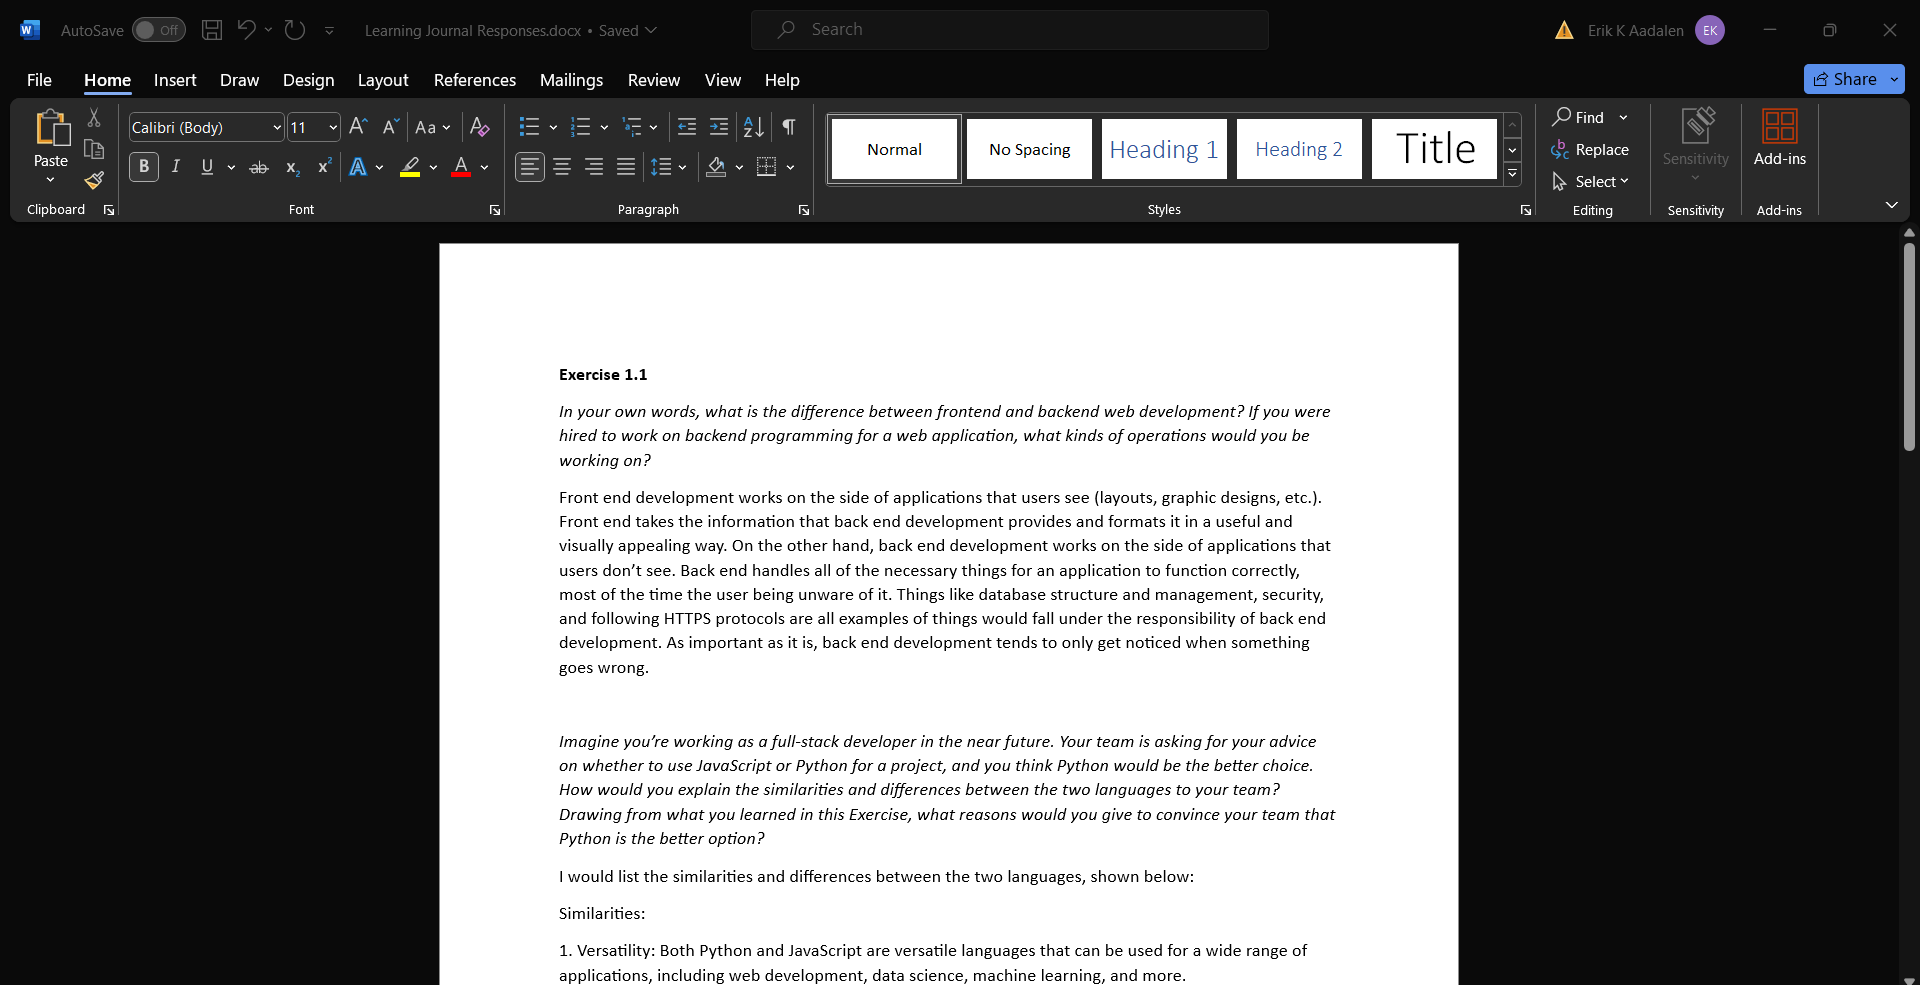 AutoSave Off Learning Journal Responses.docx • Saved Search Erik K Aadalen EK
File Home Insert Draw Design Layout References Mailings Review View Help Share
Paste
Clipboard
Calibri (Body) 11 A A Aa A
B I U ab x₂ x² A A
Font
A Z ¶
Paragraph
Normal No Spacing Heading 1 Heading 2 Title
Styles
Find
Replace
Select
Editing
Sensitivity
Sensitivity
Add-ins
Add-ins
Exercise 1.1
In your own words, what is the difference between frontend and backend web development? If you were
hired to work on backend programming for a web application, what kinds of operations would you be
working on?
Front end development works on the side of applications that users see (layouts, graphic designs, etc.).
Front end takes the information that back end development provides and formats it in a useful and
visually appealing way. On the other hand, back end development works on the side of applications that
users don’t see. Back end handles all of the necessary things for an application to function correctly,
most of the time the user being unware of it. Things like database structure and management, security,
and following HTTPS protocols are all examples of things would fall under the responsibility of back end
development. As important as it is, back end development tends to only get noticed when something
goes wrong.
Imagine you’re working as a full-stack developer in the near future. Your team is asking for your advice
on whether to use JavaScript or Python for a project, and you think Python would be the better choice.
How would you explain the similarities and differences between the two languages to your team?
Drawing from what you learned in this Exercise, what reasons would you give to convince your team that
Python is the better option?
I would list the similarities and differences between the two languages, shown below:
Similarities:
1. Versatility: Both Python and JavaScript are versatile languages that can be used for a wide range of
applications, including web development, data science, machine learning, and more.